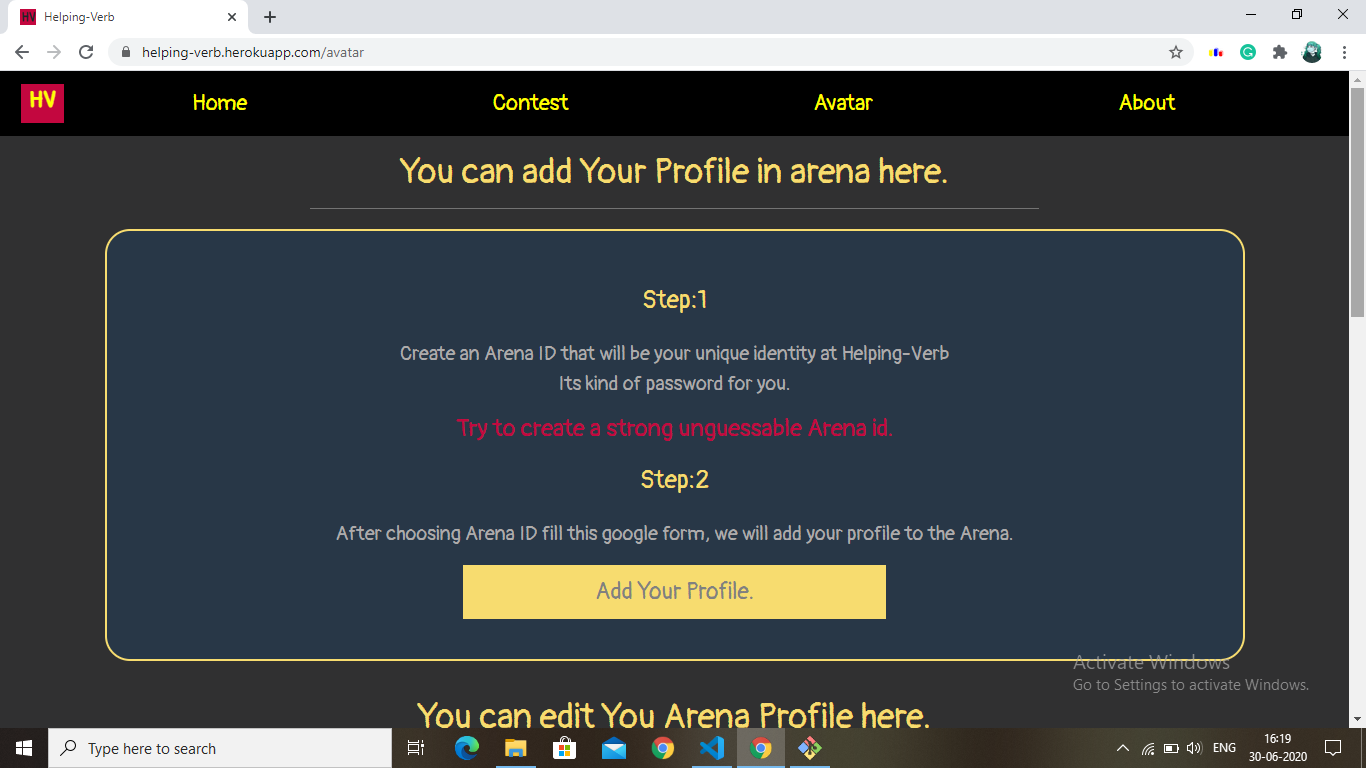 HV
Helping-Verb
helping-verb.herokuapp.com/avatar
HV
Home
Contest
Avatar
About
You can add Your Profile in arena here.
Step:1
Create an Arena ID that will be your unique identity at Helping-Verb
Its kind of password for you.
Try to create a strong unguessable Arena id.
Step:2
After choosing Arena ID fill this google form, we will add your profile to the Arena.
Add Your Profile.
Activate Windows
Go to Settings to activate Windows.
You can edit You Arena Profile here.
Type here to search
ENG
16:19
30-06-2020